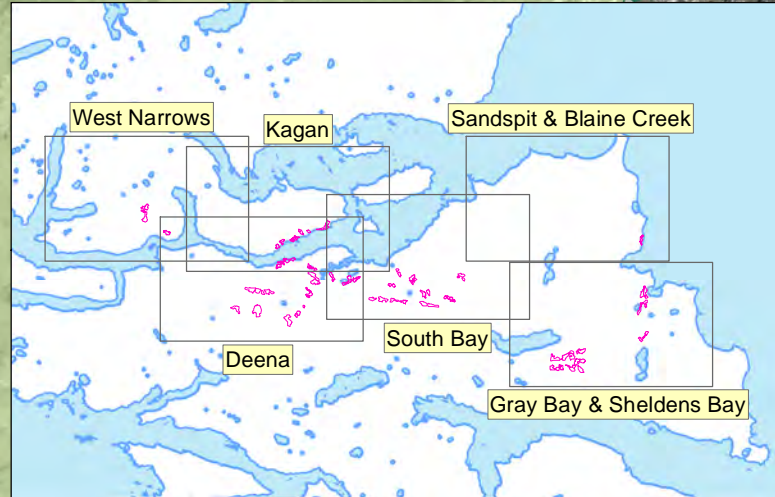 West Narrows
Kagan
Sandspit & Blaine Creek
South Bay
Deena
Gray Bay & Sheldens Bay